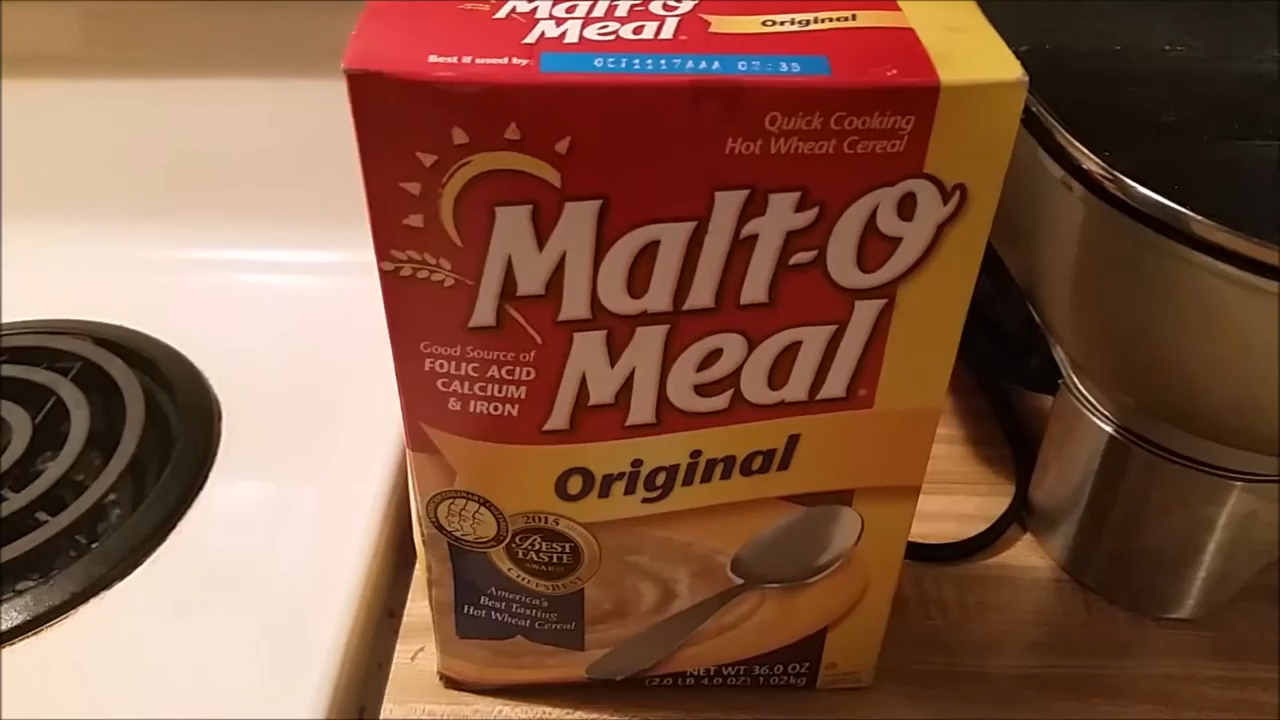 Malt-O
Meal
Original
Best if used by:
Quick Cooking
Hot Wheat Cereal
Malt-O
Meal
Good Source of
FOLIC ACID
CALCIUM
& IRON
Original
2015
BEST
TASTE
AWARD
CHEFSBEST
America's
Best Tasting
Hot Wheat Cereal
NET WT 36.0 OZ
(2.0 LB 4.0 OZ) 1.02kg